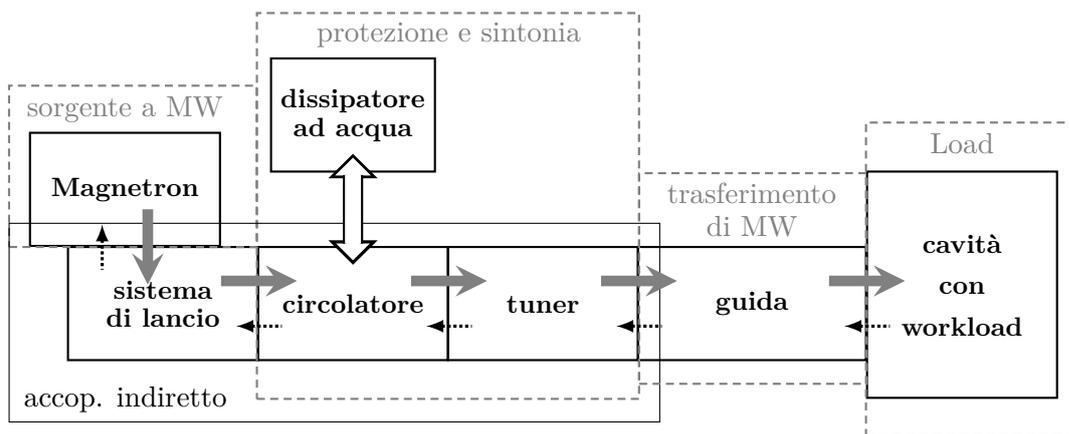 protezione e sintonia
dissipatore
ad acqua
sorgente a MW
Magnetron
Load
trasferimento
di MW
cavità
con
workload
sistema
di lancio
circolatore
tuner
guida
accop. indiretto